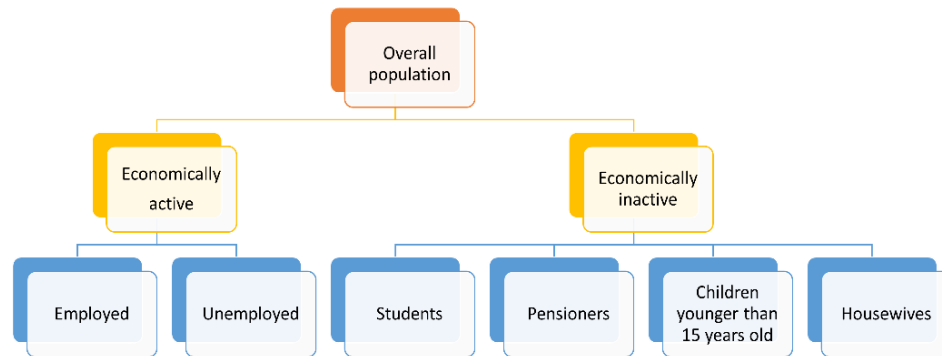 Overall
population
Economically
active
Economically
inactive
Employed
Unemployed
Students
Pensioners
Children
younger than
15 years old
Housewives